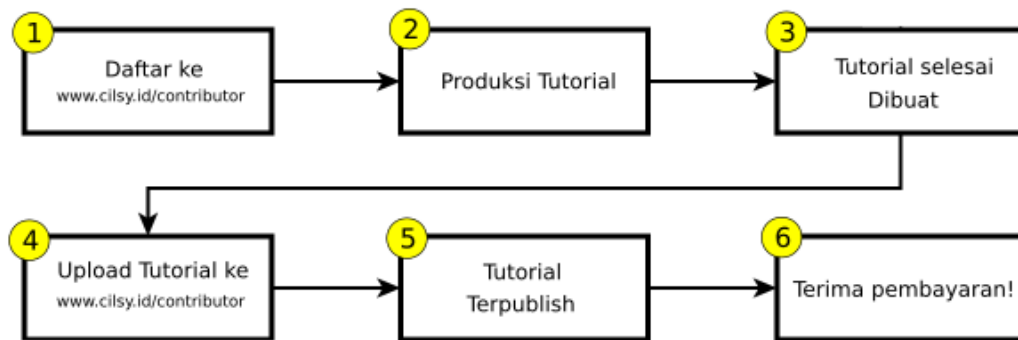 1
Daftar ke
www.cilsy.id/contributor
2
Produksi Tutorial
3
Tutorial selesai
Dibuat
4
Upload Tutorial ke
www.cilsy.id/contributor
5
Tutorial
Terpublish
6
Terima pembayaran!